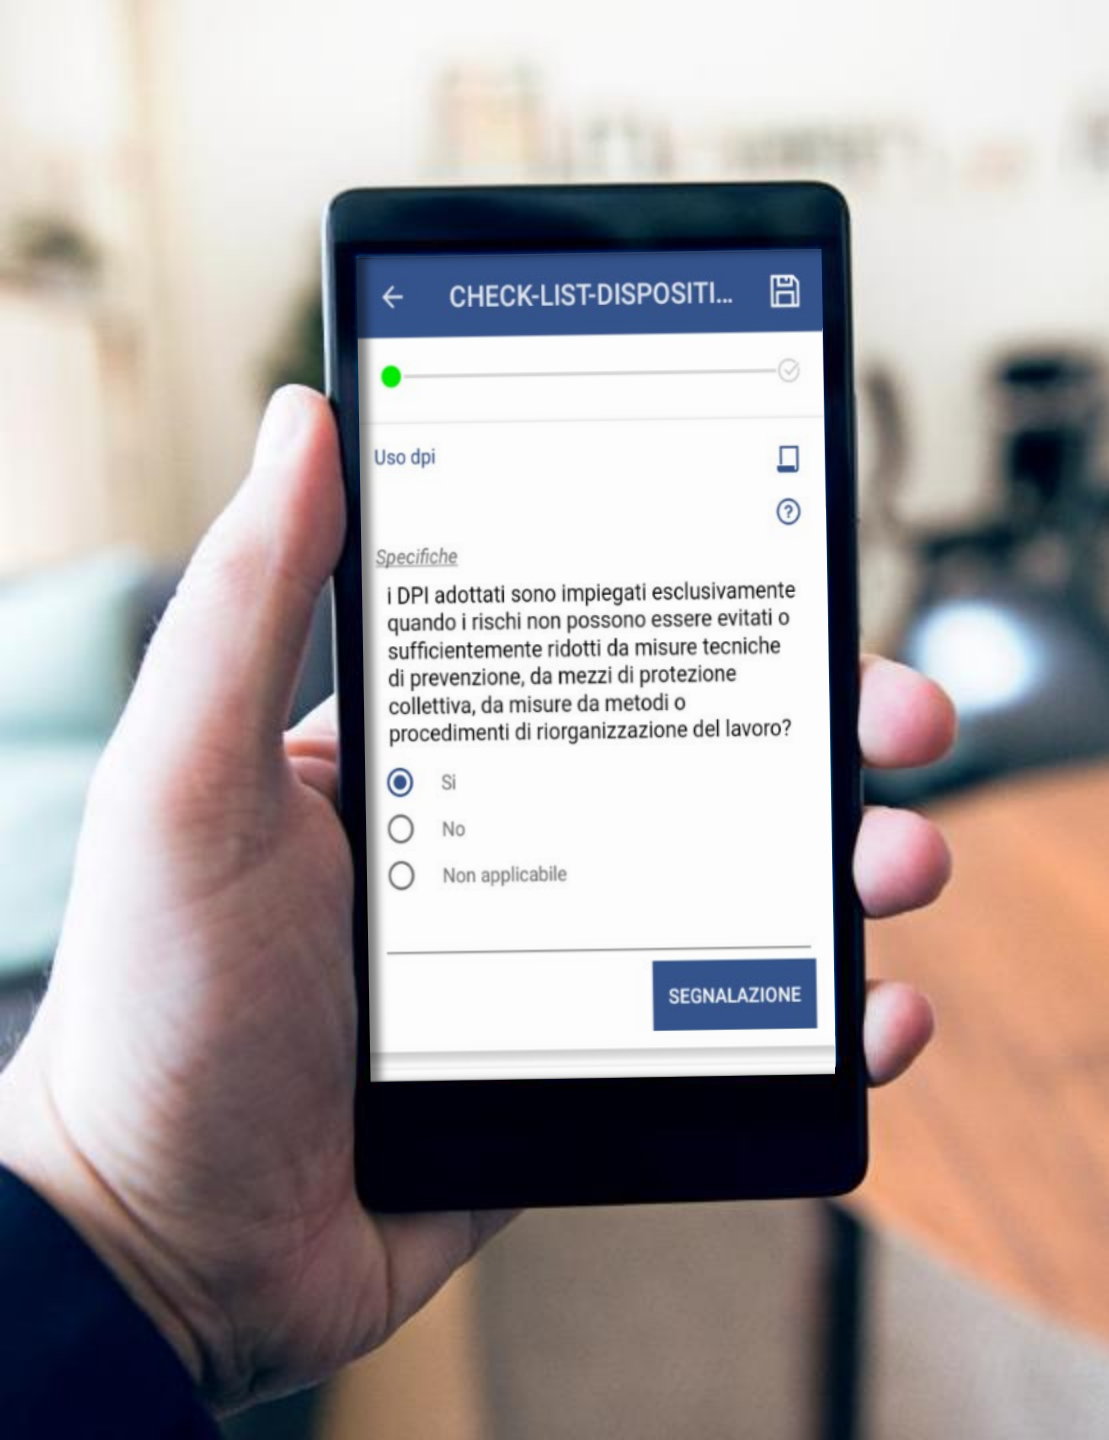 CHECK-LIST-DISPOSITI...
Uso dpi
Specifiche
i DPI adottati sono impiegati esclusivamente
quando i rischi non possono essere evitati o
sufficientemente ridotti da misure tecniche
di prevenzione, da mezzi di protezione
collettiva, da misure da metodi o
procedimenti di riorganizzazione del lavoro?
Si
No
Non applicabile
SEGNALAZIONE